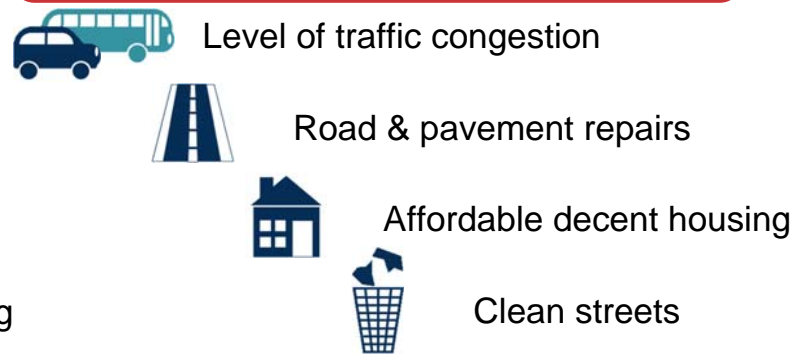 Level of traffic congestion
Road & pavement repairs
Affordable decent housing
Clean streets